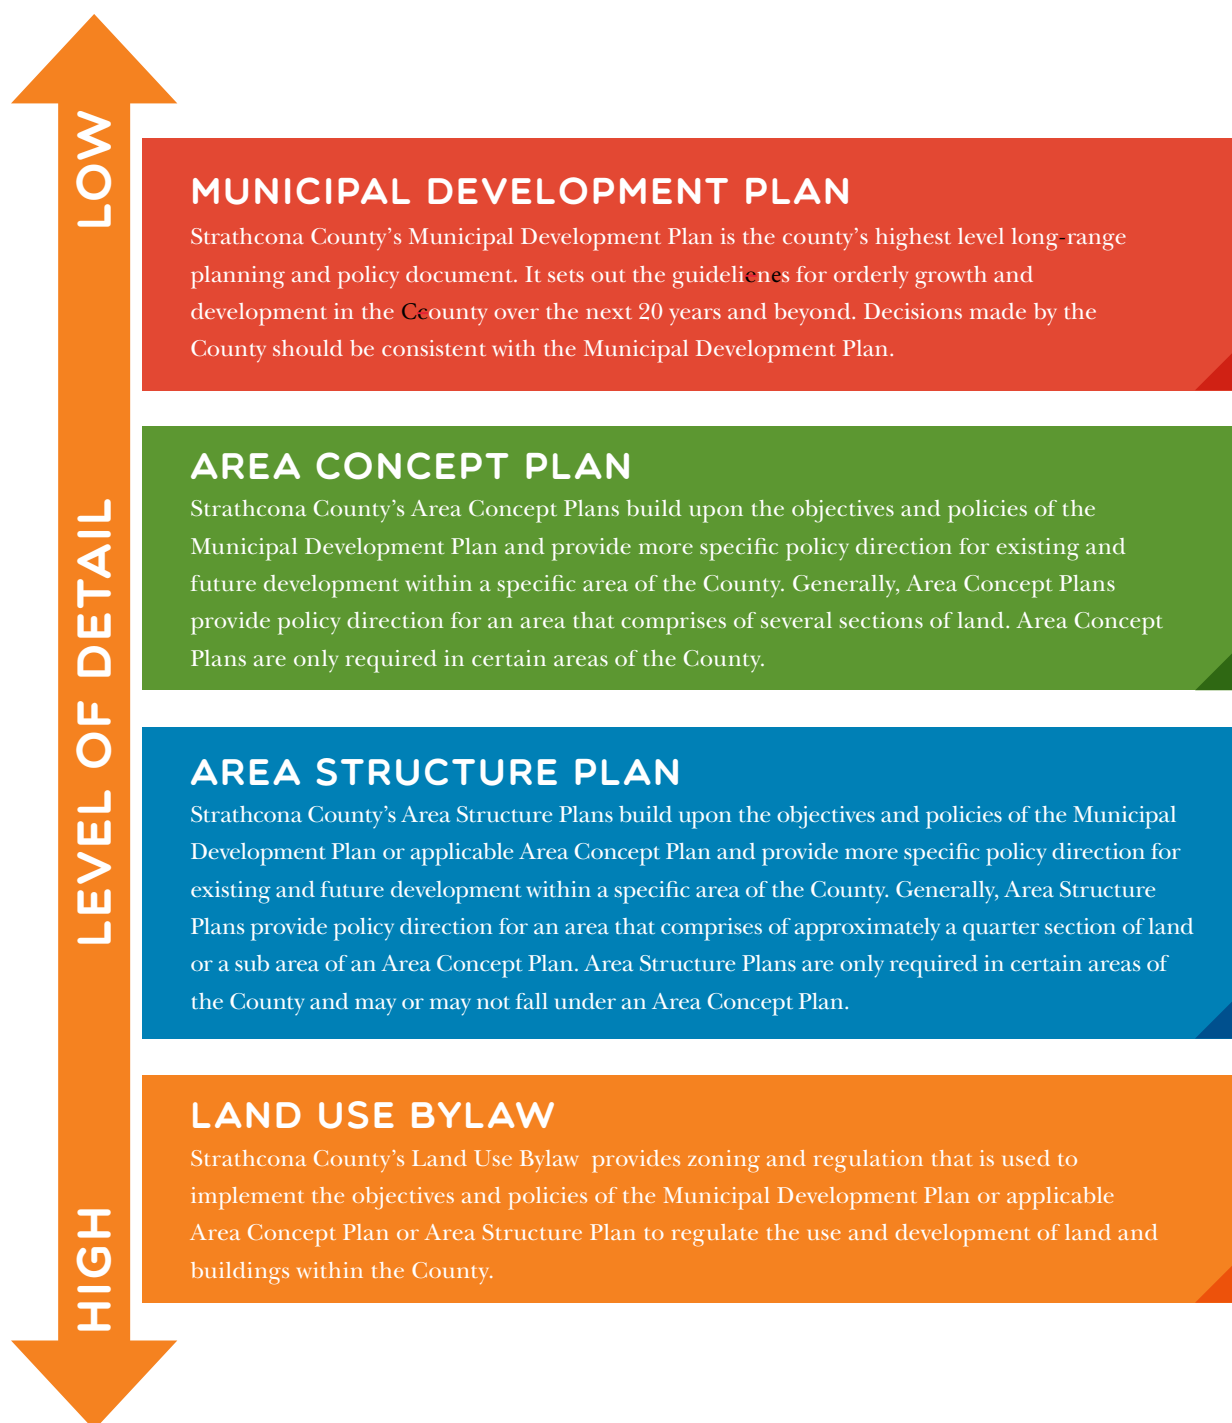 LOW
LEVEL OF DETAIL
HIGH
MUNICIPAL DEVELOPMENT PLAN
Strathcona County’s Municipal Development Plan is the county’s highest level long-range
planning and policy document. It sets out the guidelienes for orderly growth and
development in the Ccounty over the next 20 years and beyond. Decisions made by the
County should be consistent with the Municipal Development Plan.
AREA CONCEPT PLAN
Strathcona County’s Area Concept Plans build upon the objectives and policies of the
Municipal Development Plan and provide more specific policy direction for existing and
future development within a specific area of the County. Generally, Area Concept Plans
provide policy direction for an area that comprises of several sections of land. Area Concept
Plans are only required in certain areas of the County.
AREA STRUCTURE PLAN
Strathcona County’s Area Structure Plans build upon the objectives and policies of the Municipal
Development Plan or applicable Area Concept Plan and provide more specific policy direction for
existing and future development within a specific area of the County. Generally, Area Structure
Plans provide policy direction for an area that comprises of approximately a quarter section of land
or a sub area of an Area Concept Plan. Area Structure Plans are only required in certain areas of
the County and may or may not fall under an Area Concept Plan.
LAND USE BYLAW
Strathcona County’s Land Use Bylaw provides zoning and regulation that is used to
implement the objectives and policies of the Municipal Development Plan or applicable
Area Concept Plan or Area Structure Plan to regulate the use and development of land and
buildings within the County.